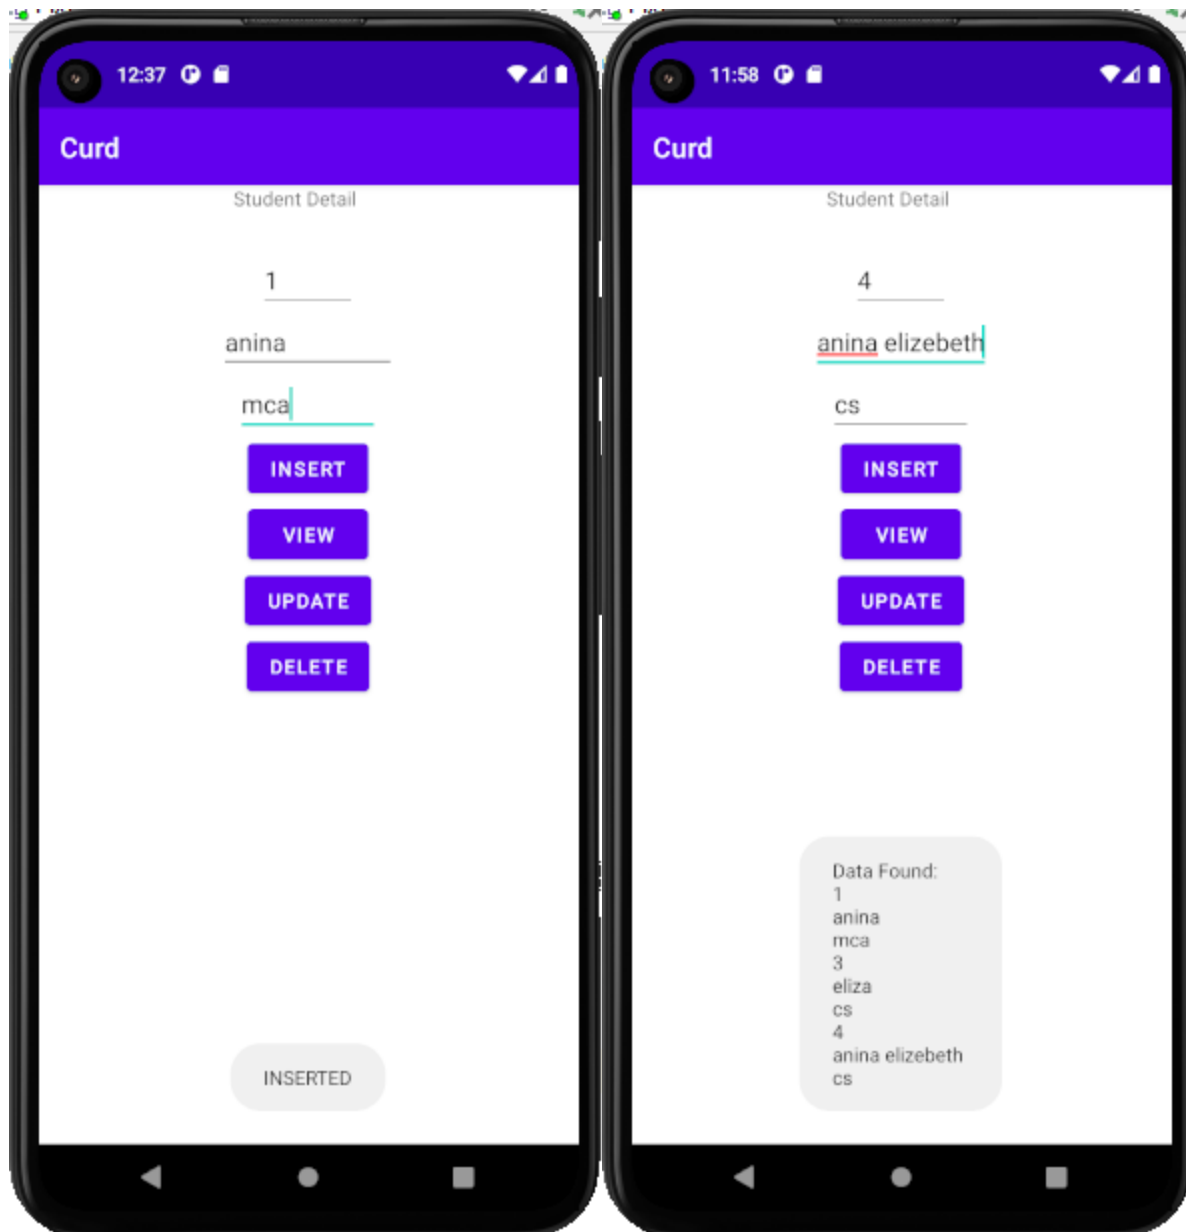 12:37
Curd
Student Detail
1
anina
mca
INSERT
VIEW
UPDATE
DELETE
INSERTED
11:58
Curd
Student Detail
4
anina elizebeth
cs
INSERT
VIEW
UPDATE
DELETE
Data Found:
1
anina
mca
3
eliza
cs
4
anina elizebeth
cs